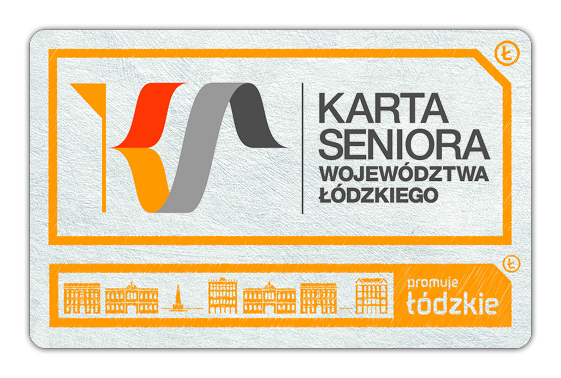 Ł
KARTA
SENIORA
WOJEWÓDZTWA
ŁÓDZKIEGO
Ł
promuje
łódzkie